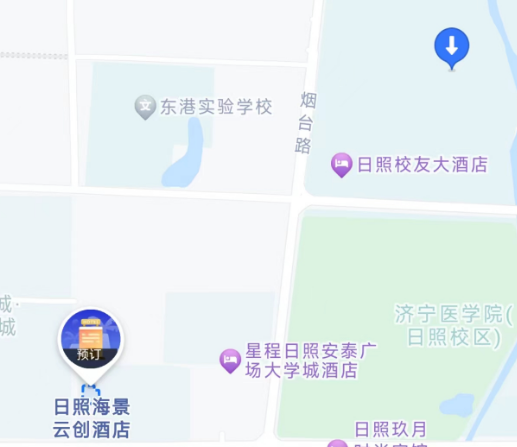 文
东港实验学校
烟
台
路
日照校友大酒店
城·
城
济宁医学院(
日照校区)
预订
星程日照安泰广
场大学城酒店
日照海景
云创酒店
日照玖月